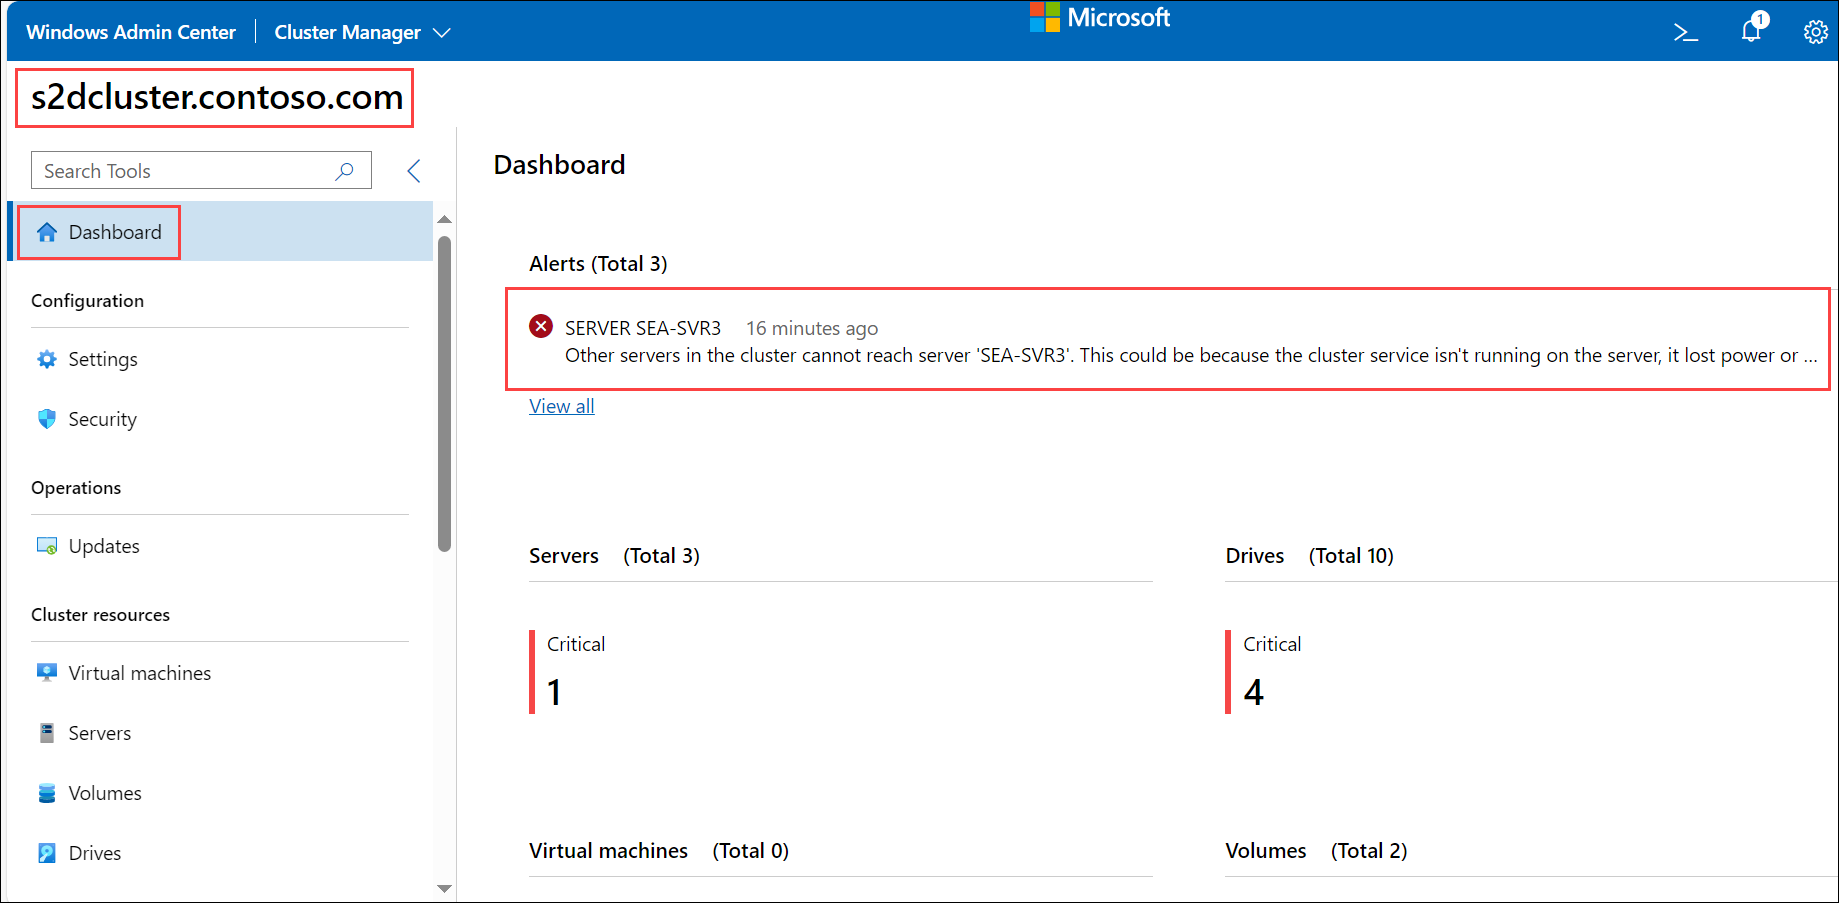 Windows Admin Center
Cluster Manager
Microsoft
1
s2dcluster.contoso.com
Search Tools
Dashboard
Configuration
Settings
Security
Operations
Updates
Cluster resources
Virtual machines
Servers
Volumes
Drives
Dashboard
Alerts (Total 3)
SERVER SEA-SVR3 16 minutes ago
Other servers in the cluster cannot reach server 'SEA-SVR3'. This could be because the cluster service isn't running on the server, it lost power or ...
View all
Servers (Total 3)
Critical
1
Drives (Total 10)
Critical
4
Virtual machines (Total 0)
Volumes (Total 2)